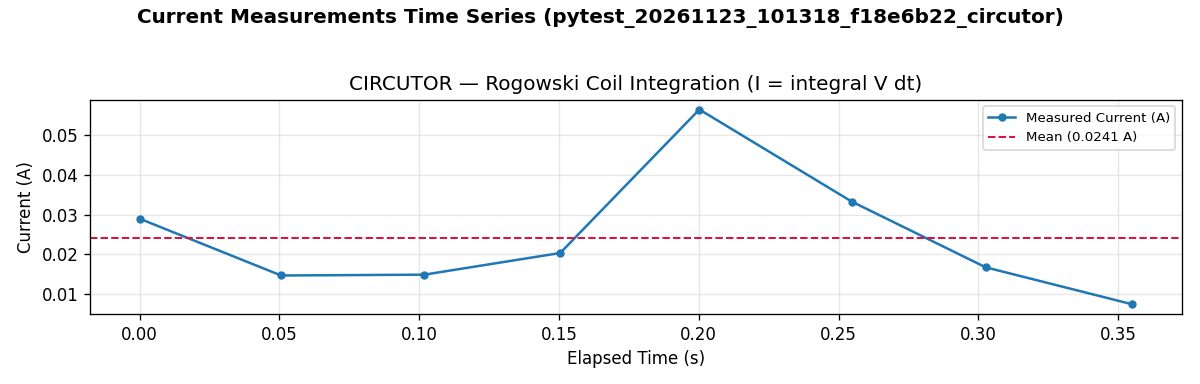 Current Measurements Time Series (pytest_20261123_101318_f18e6b22_circutor)
CIRCUTOR — Rogowski Coil Integration (I = integral V dt)
Measured Current (A)
Mean (0.0241 A)
Current (A)
0.05
0.04
0.03
0.02
0.01
0.00 0.05 0.10 0.15 0.20 0.25 0.30 0.35
Elapsed Time (s)